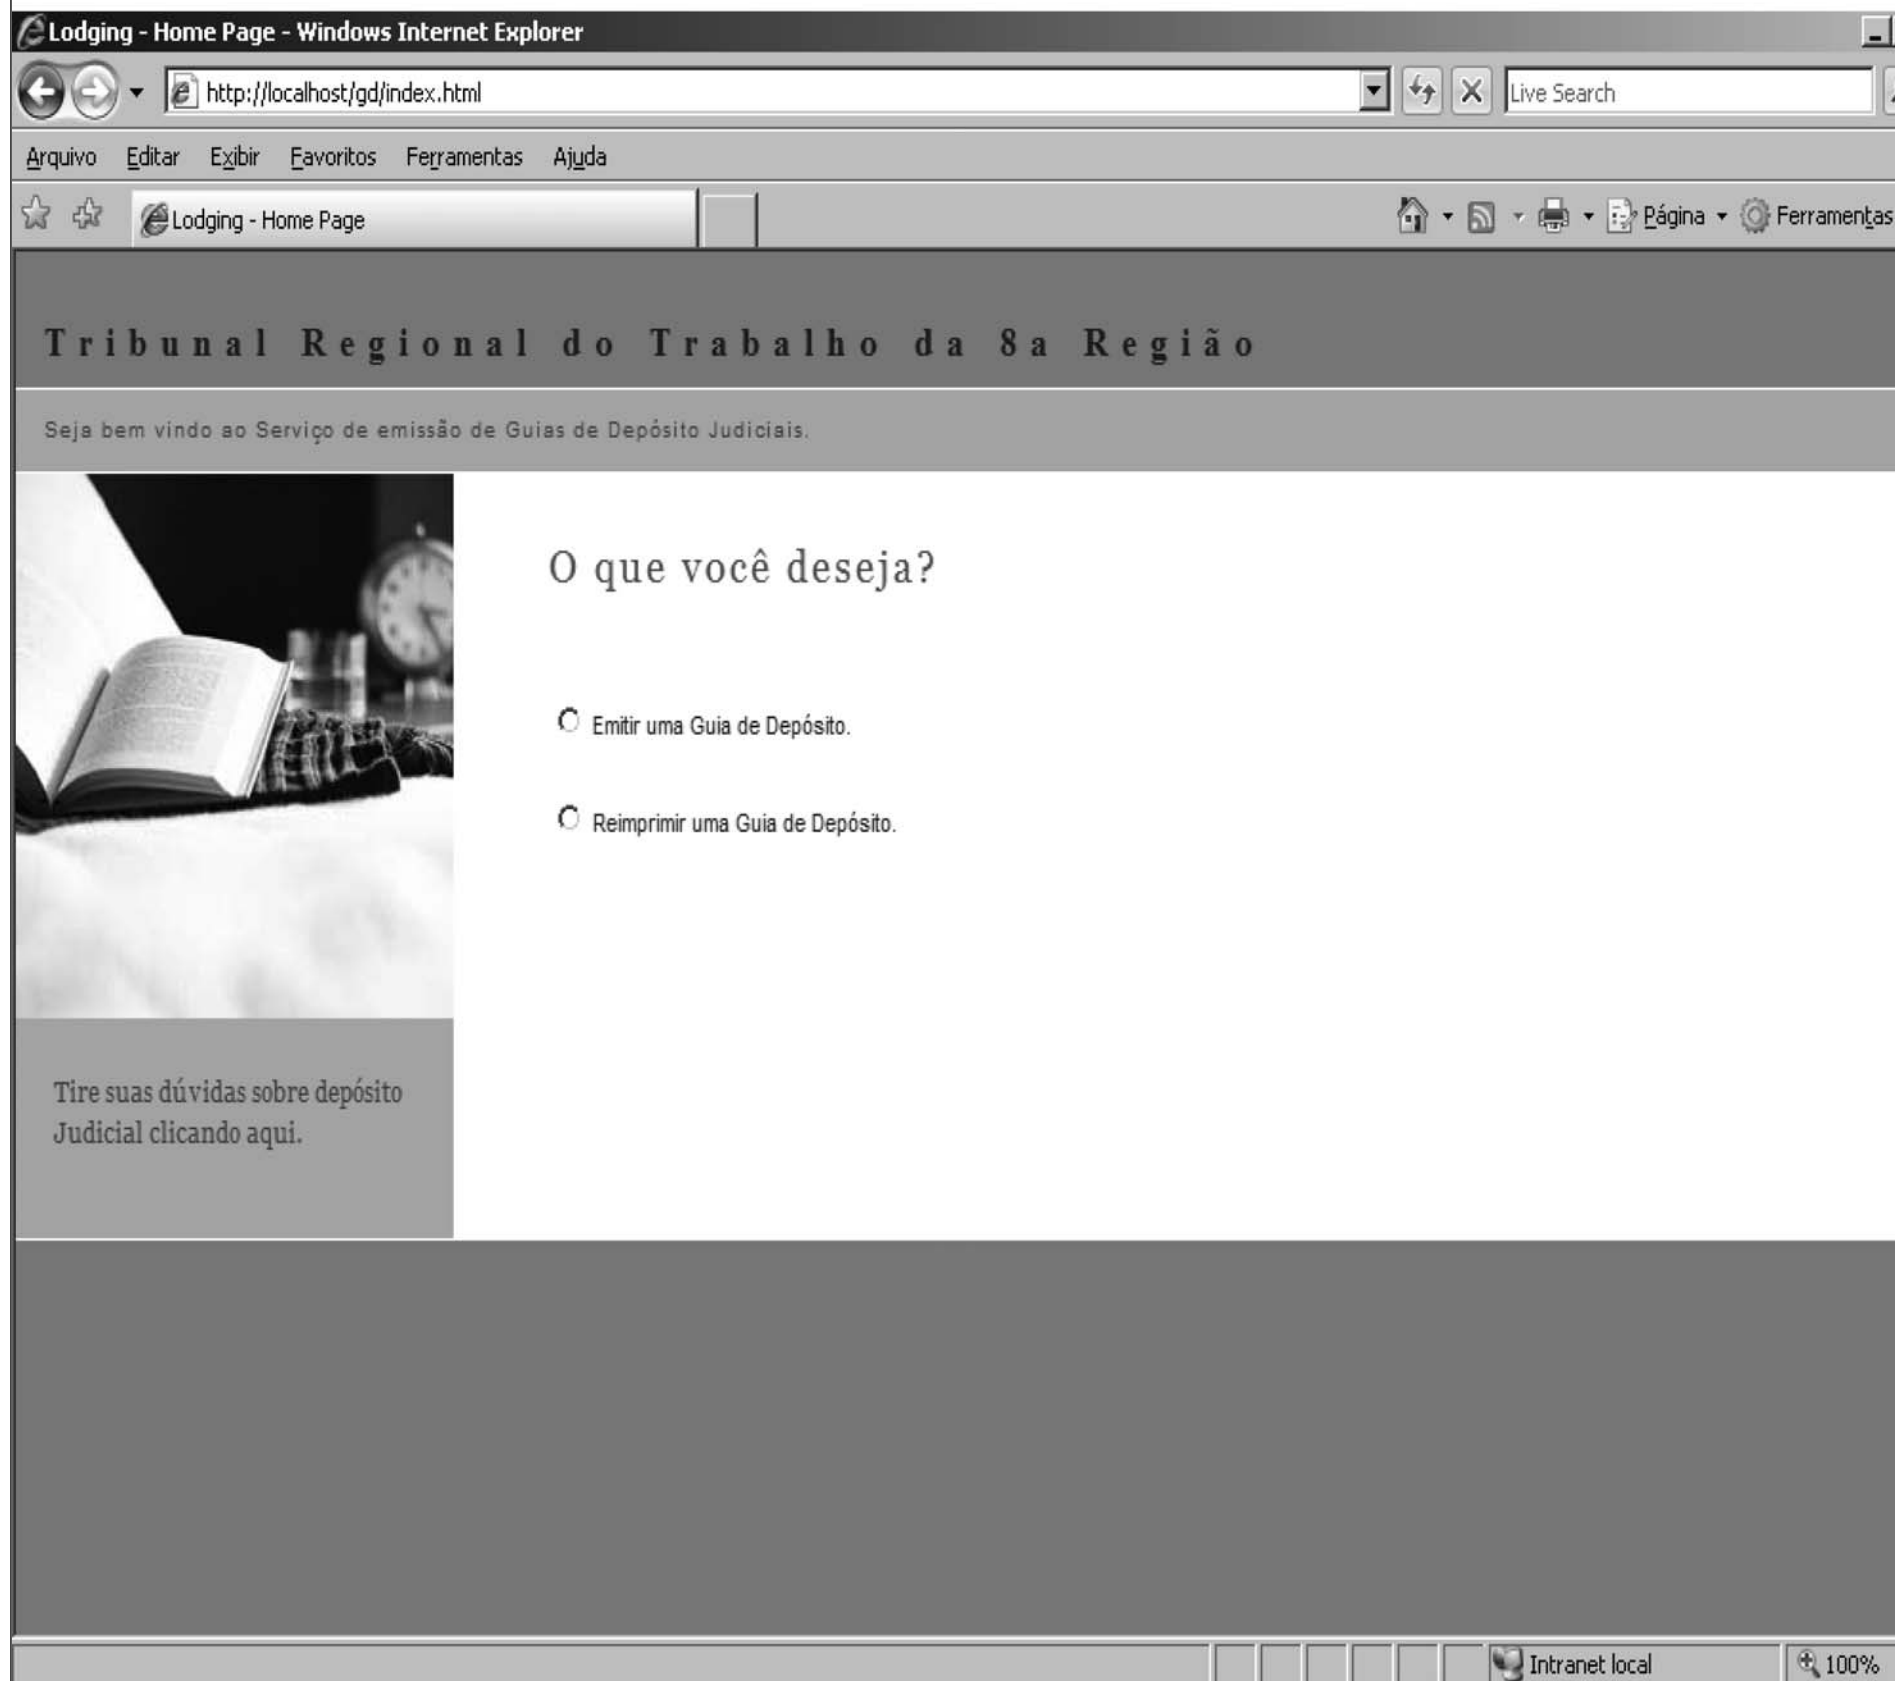 Lodging - Home Page - Windows Internet Explorer
http://localhost/gd/index.html
Live Search
Arquivo Editar Exibir Favoritos Ferramentas Ajuda
Lodging - Home Page
Página Ferramentas
Tribunal Regional do Trabalho da 8a Região
Seja bem vindo ao Serviço de emissão de Guias de Depósito Judiciais.
O que você deseja?
Emitir uma Guia de Depósito.
Reimprimir uma Guia de Depósito.
Tire suas dúvidas sobre depósito
Judicial clicando aqui.
Intranet local 100%